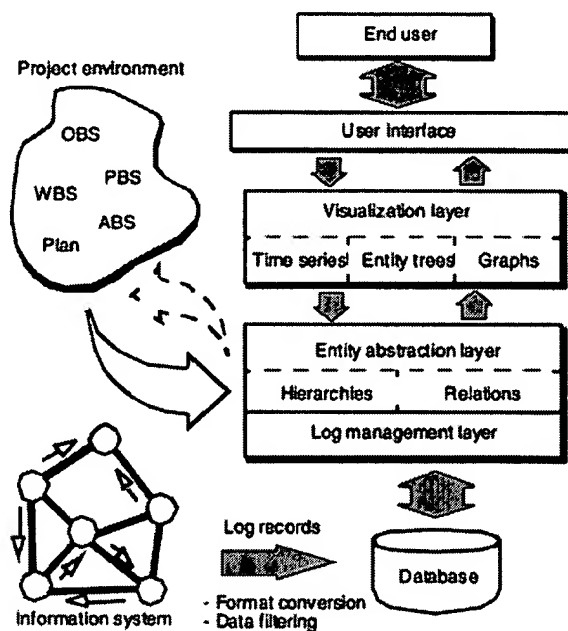 End user
Project environment
User Interface
OBS
PBS
WBS
ABS
Plan
Visualization layer
Time series
Entity trees
Graphs
Entity abstraction layer
Hierarchies
Relations
Log management layer
Log records
Database
- Format conversion
- Data filtering
Information system